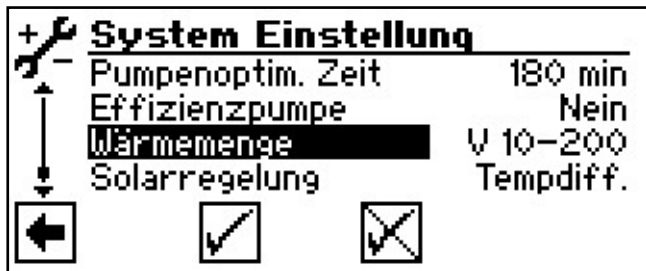 System Einstellung
Pumpenoptim. Zeit 180 min
Effizienzpumpe Nein
Wärmemenge V 10-200
Solarregelung Tempdiff.